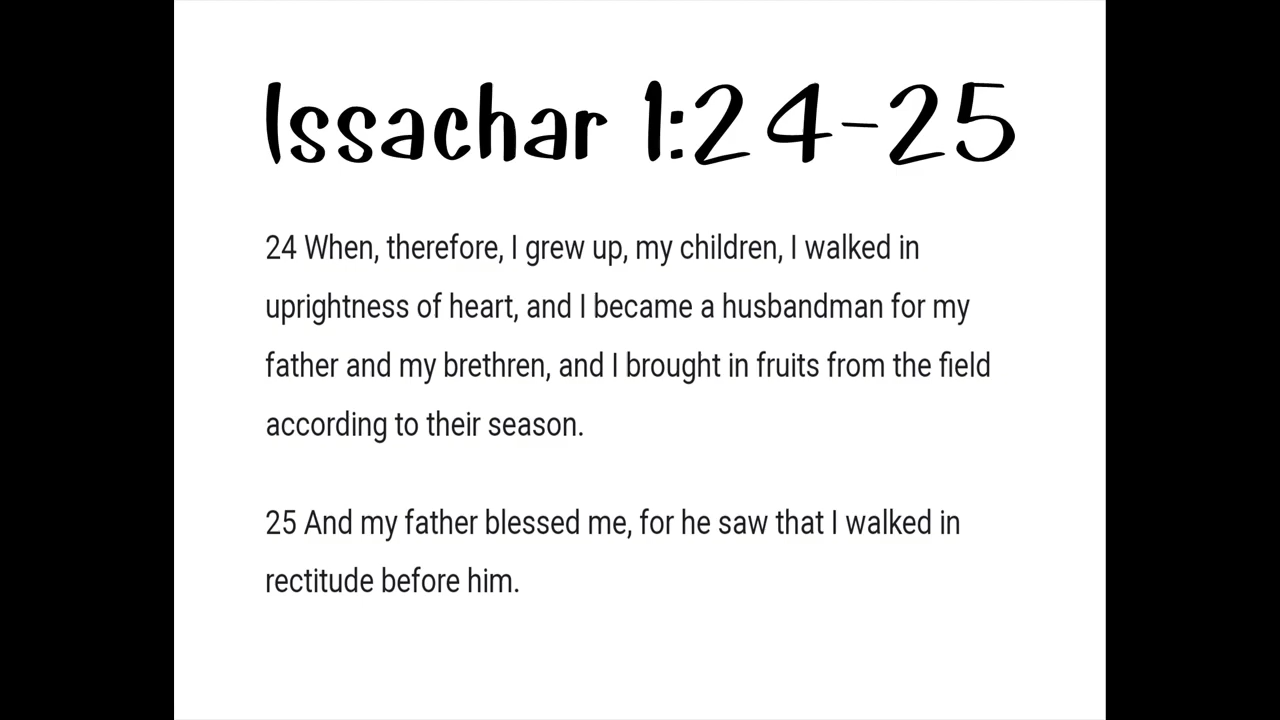 Issachar 1:24-25
24 When, therefore, I grew up, my children, I walked in
uprightness of heart, and I became a husbandman for my
father and my brethren, and I brought in fruits from the field
according to their season.
25 And my father blessed me, for he saw that I walked in
rectitude before him.